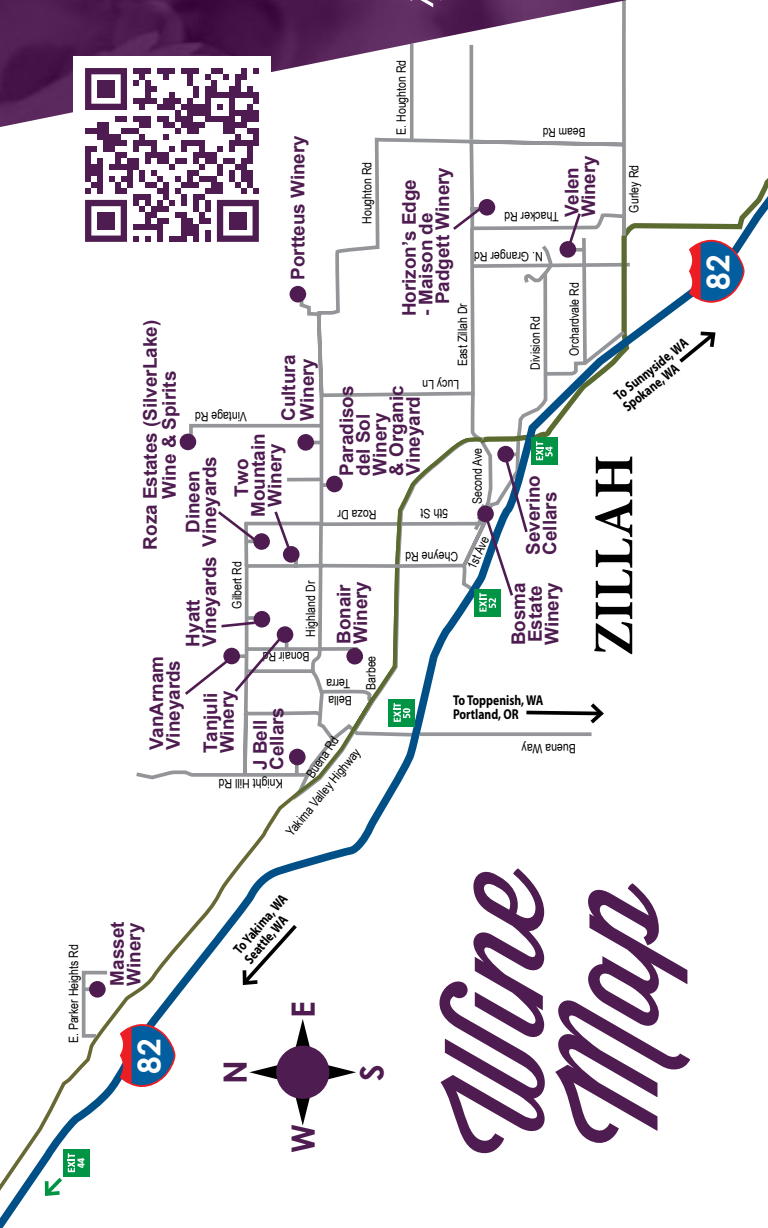 Wine
Map
ZILLAH
N
W
E
S
82
82
EXIT
44
EXIT
50
EXIT
52
EXIT
54
To Yakima, WA
Seattle, WA
To Toppenish, WA
Portland, OR
To Sunnyside, WA
Spokane, WA
Masset
Winery
E. Parker Heights Rd
VanArnam
Vineyards
Tanjuli
Winery
J Bell
Cellars
Hyatt
Vineyards
Bonair
Winery
Dineen
Vineyards
Two
Mountain
Winery
Roza Estates (SilverLake)
Wine & Spirits
Cultura
Winery
Paradisos
del Sol
Winery
& Organic
Vineyard
Portteus Winery
Horizon's Edge
- Maison de
Padgett Winery
Velen
Winery
Severino
Cellars
Bosma
Estate
Winery
Knight Hill Rd
Buena Rd
Yakima Valley Highway
Buena Way
Bella
Terra
Barbee
Bonair Rd
Highland Dr
Gilbert Rd
Cheyne Rd
Roza Dr
5th St
1st Ave
Second Ave
Vintage Rd
Lucy Ln
East Zillah Dr
Division Rd
Orchardvale Rd
N. Granger Rd
Thacker Rd
Beam Rd
Gurley Rd
Houghton Rd
E. Houghton Rd